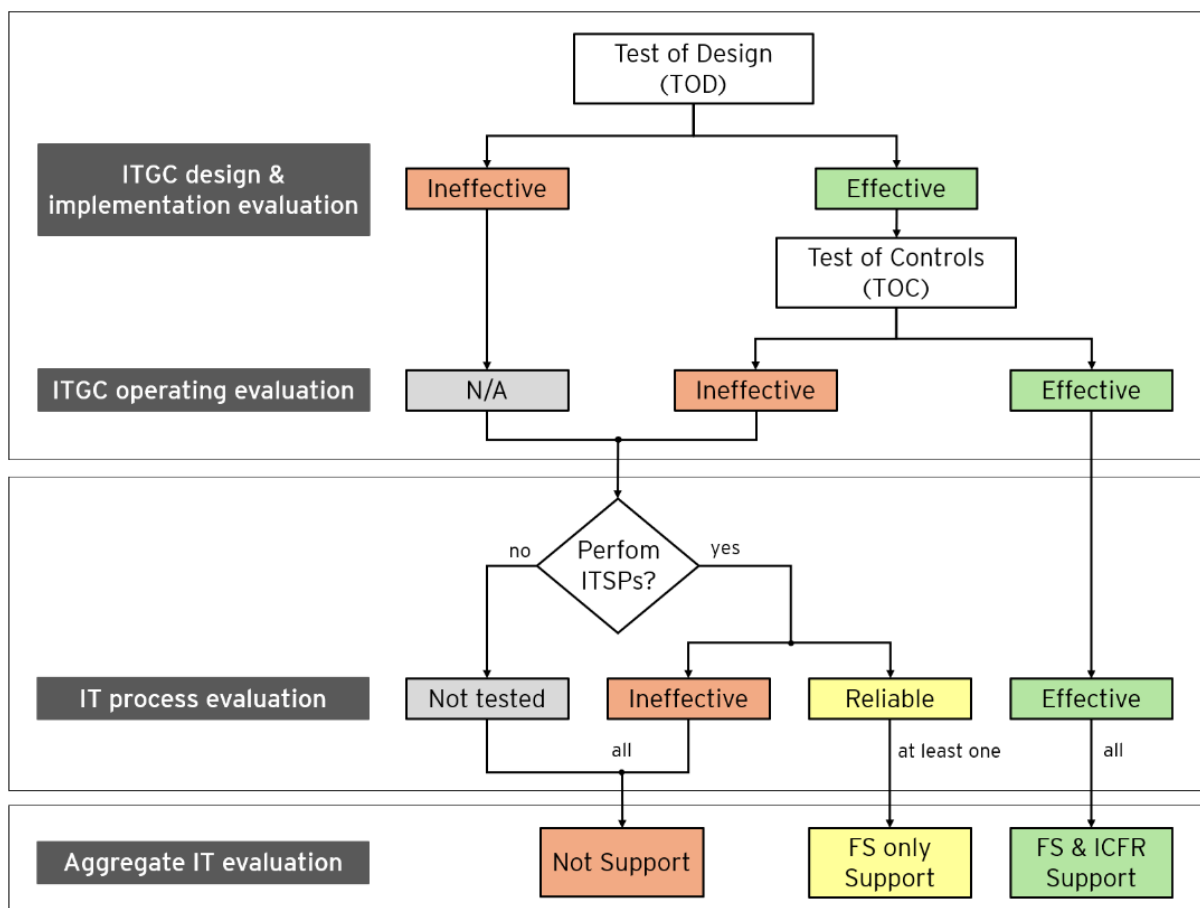 Test of Design
(TOD)
ITGC design &
implementation evaluation
Ineffective
Effective
Test of Controls
(TOC)
ITGC operating evaluation
N/A
Ineffective
Effective
no
Perfom
ITSPs?
yes
IT process evaluation
Not tested
Ineffective
Reliable
Effective
all
at least one
all
Aggregate IT evaluation
Not Support
FS only
Support
FS & ICFR
Support